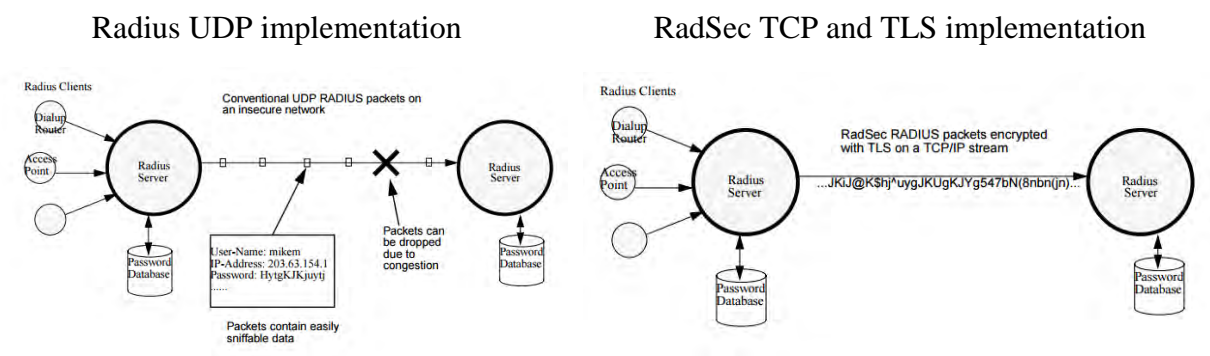 Radius UDP implementation
Radius Clients
Dialup
Router
Access
Point
Radius
Server
Conventional UDP RADIUS packets on
an insecure network
Radius
Server
Password
Database
User-Name: mikem
IP-Address: 203.63.154.1
Password: HytgKJKjuytj
......
Packets can
be dropped
due to
congestion
Password
Database
Packets contain easily
sniffable data
RadSec TCP and TLS implementation
Radius Clients
Dialup
Router
Access
Point
Radius
Server
RadSec RADIUS packets encrypted
with TLS on a TCP/IP stream
...JKiJ@K$hj^uygJKUgKJYg547bN(8nbn(jn)...
Radius
Server
Password
Database
Password
Database